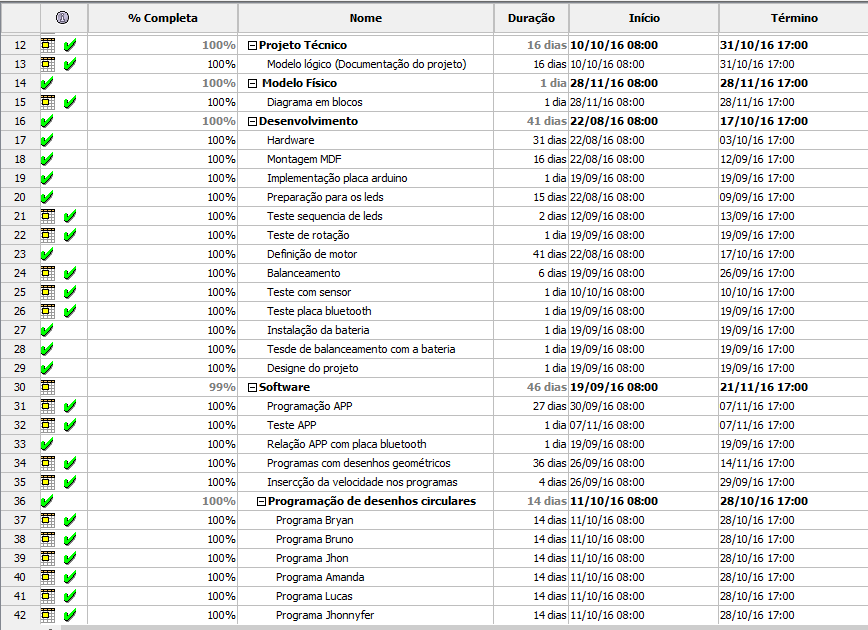 % Completa Nome Duração Início Término
12 100% Projeto Técnico 16 dias 10/10/16 08:00 31/10/16 17:00
13 100% Modelo lógico (Documentação do projeto) 16 dias 10/10/16 08:00 31/10/16 17:00
14 100% Modelo Físico 1 dia 28/11/16 08:00 28/11/16 17:00
15 100% Diagrama em blocos 1 dia 28/11/16 08:00 28/11/16 17:00
16 100% Desenvolvimento 41 dias 22/08/16 08:00 17/10/16 17:00
17 100% Hardware 31 dias 22/08/16 08:00 03/10/16 17:00
18 100% Montagem MDF 16 dias 22/08/16 08:00 12/09/16 17:00
19 100% Implementação placa arduino 1 dia 19/09/16 08:00 19/09/16 17:00
20 100% Preparação para os leds 15 dias 22/08/16 08:00 09/09/16 17:00
21 100% Teste sequencia de leds 2 dias 12/09/16 08:00 13/09/16 17:00
22 100% Teste de rotação 1 dia 19/09/16 08:00 19/09/16 17:00
23 100% Definição de motor 41 dias 22/08/16 08:00 17/10/16 17:00
24 100% Balanceamento 6 dias 19/09/16 08:00 26/09/16 17:00
25 100% Teste com sensor 1 dia 10/10/16 08:00 10/10/16 17:00
26 100% Teste placa bluetooth 1 dia 19/09/16 08:00 19/09/16 17:00
27 100% Instalação da bateria 1 dia 19/09/16 08:00 19/09/16 17:00
28 100% Tesde de balanceamento com a bateria 1 dia 19/09/16 08:00 19/09/16 17:00
29 100% Designe do projeto 1 dia 19/09/16 08:00 19/09/16 17:00
30 99% Software 46 dias 19/09/16 08:00 21/11/16 17:00
31 100% Programação APP 27 dias 30/09/16 08:00 07/11/16 17:00
32 100% Teste APP 1 dia 07/11/16 08:00 07/11/16 17:00
33 100% Relação APP com placa bluetooth 1 dia 19/09/16 08:00 19/09/16 17:00
34 100% Programas com desenhos geométricos 36 dias 26/09/16 08:00 14/11/16 17:00
35 100% Insercção da velocidade nos programas 4 dias 26/09/16 08:00 29/09/16 17:00
36 100% Programação de desenhos circulares 14 dias 11/10/16 08:00 28/10/16 17:00
37 100% Programa Bryan 14 dias 11/10/16 08:00 28/10/16 17:00
38 100% Programa Bruno 14 dias 11/10/16 08:00 28/10/16 17:00
39 100% Programa Jhon 14 dias 11/10/16 08:00 28/10/16 17:00
40 100% Programa Amanda 14 dias 11/10/16 08:00 28/10/16 17:00
41 100% Programa Lucas 14 dias 11/10/16 08:00 28/10/16 17:00
42 100% Programa Jhonnyfer 14 dias 11/10/16 08:00 28/10/16 17:00